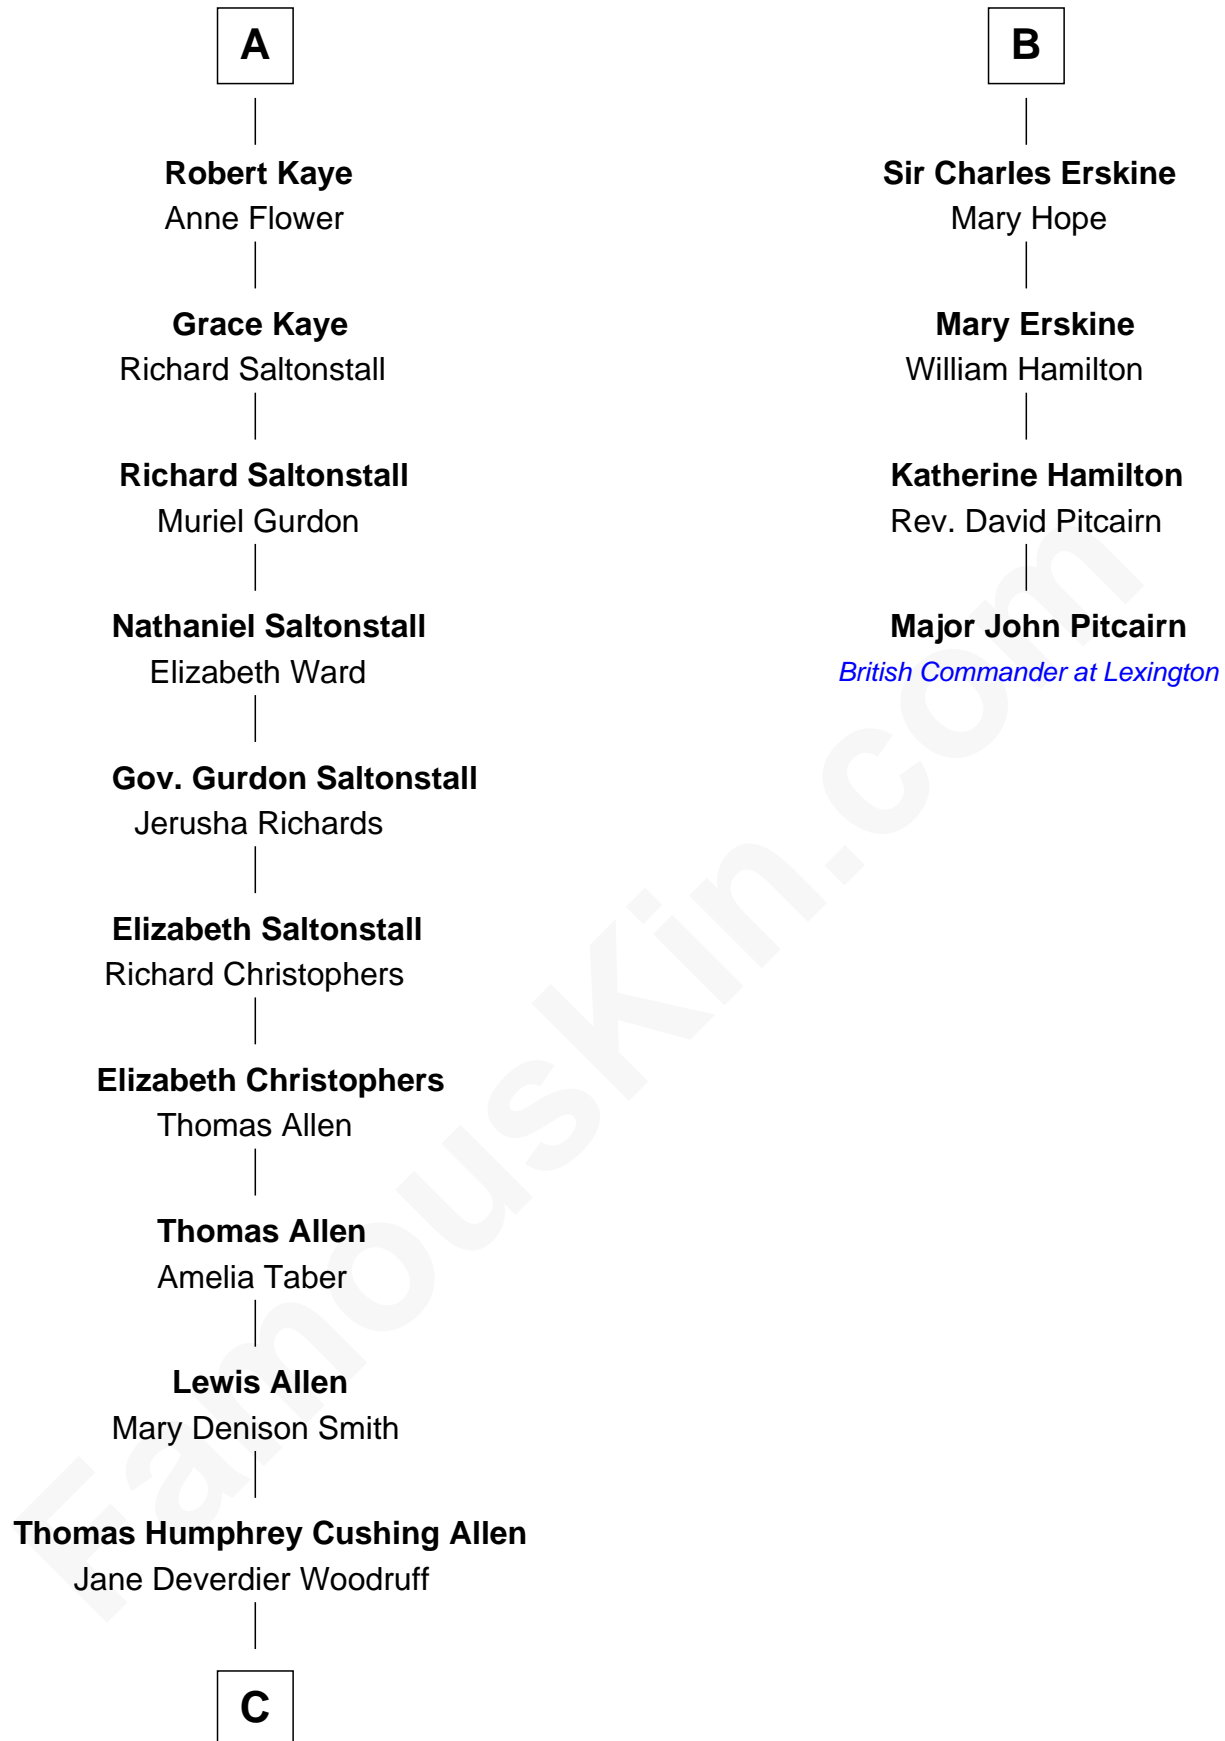 A
Robert Kaye
Anne Flower
Grace Kaye
Richard Saltonstall
Richard Saltonstall
Muriel Gurdon
Nathaniel Saltonstall
Elizabeth Ward
Gov. Gurdon Saltonstall
Jerusha Richards
Elizabeth Saltonstall
Richard Christophers
Elizabeth Christophers
Thomas Allen
Thomas Allen
Amelia Taber
Lewis Allen
Mary Denison Smith
Thomas Humphrey Cushing Allen
Jane Deverdier Woodruff
C
B
Sir Charles Erskine
Mary Hope
Mary Erskine
William Hamilton
Katherine Hamilton
Rev. David Pitcairn
Major John Pitcairn
British Commander at Lexington
FamousKin.com